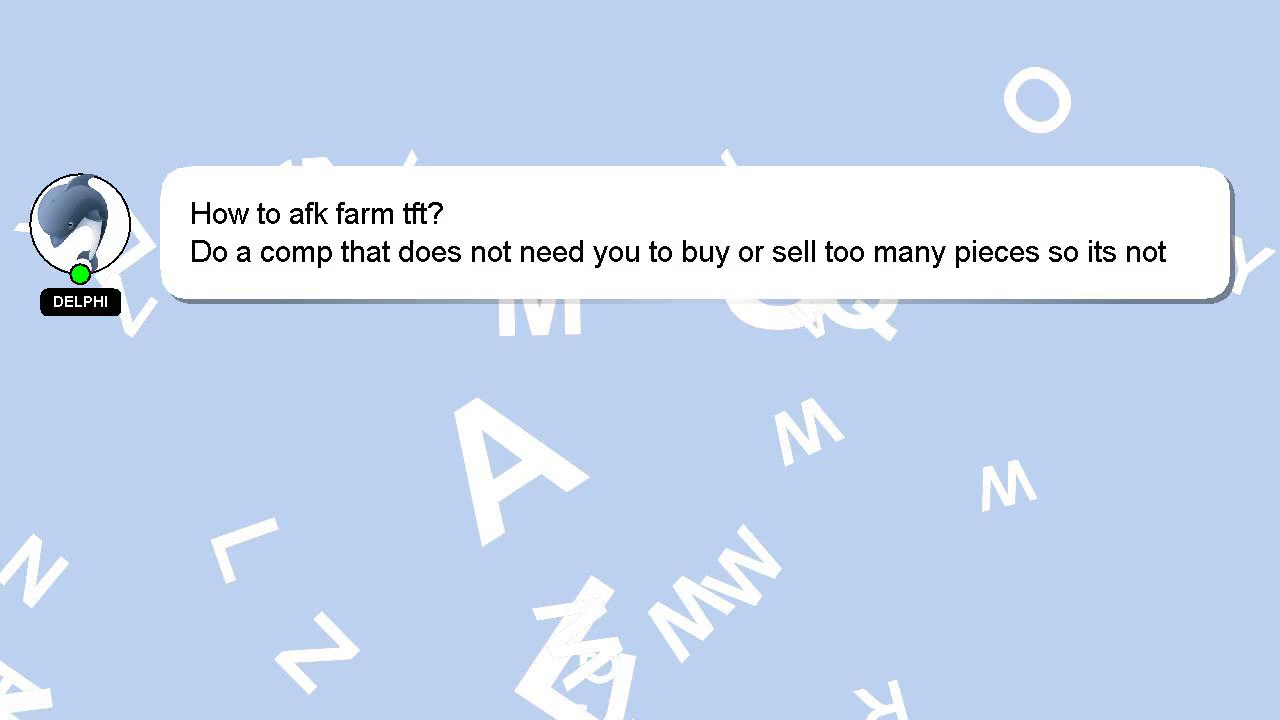 How to afk farm tft?
Do a comp that does not need you to buy or sell too many pieces so its not
DELPHI
O
Y
Z
M
Q
A
W
W
L
N
W
M
Z
R